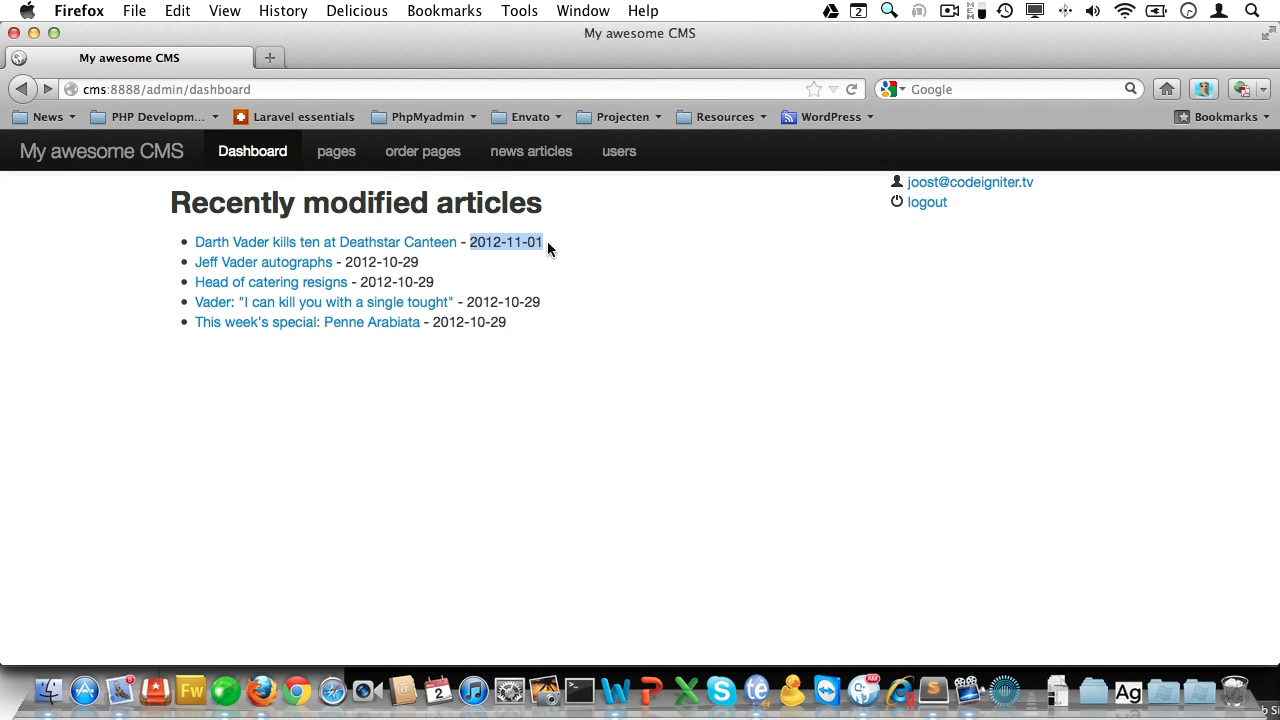 Firefox File Edit View History Delicious Bookmarks Tools Window Help
My awesome CMS
My awesome CMS
cms:8888/admin/dashboard
Google
News PHP Developm... Laravel essentials PhpMyadmin Envato Projecten Resources WordPress Bookmarks
My awesome CMS Dashboard pages order pages news articles users
joost@codeigniter.tv
logout
Recently modified articles
Darth Vader kills ten at Deathstar Canteen - 2012-11-01
Jeff Vader autographs - 2012-10-29
Head of catering resigns - 2012-10-29
Vader: "I can kill you with a single tought" - 2012-10-29
This week's special: Penne Arabiata - 2012-10-29